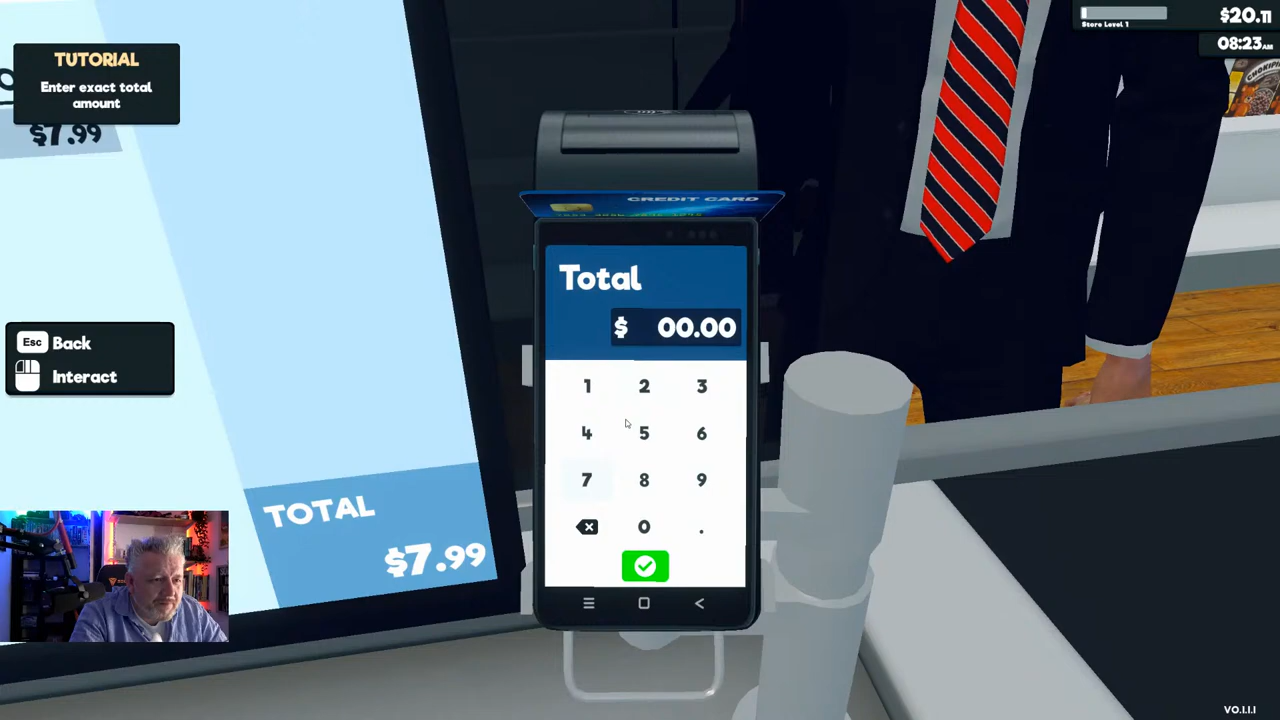 TUTORIAL
Enter exact total
amount
$7.99
Esc Back
Interact
TOTAL
$7.99
CREDIT CARD
Total
$ 00.00
1 2 3
4 5 6
7 8 9
0 .
$20.11
Store Level 1
08:23AM
V0.1.1.1